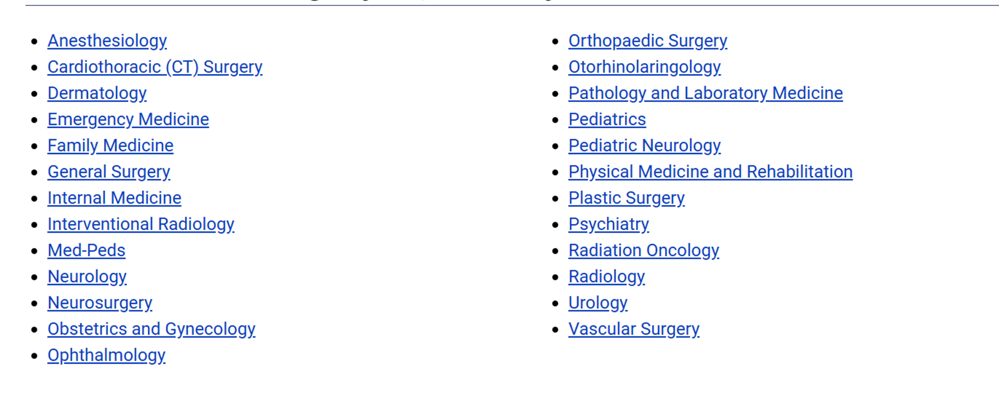 Anesthesiology
Cardiothoracic (CT) Surgery
Dermatology
Emergency Medicine
Family Medicine
General Surgery
Internal Medicine
Interventional Radiology
Med-Peds
Neurology
Neurosurgery
Obstetrics and Gynecology
Ophthalmology
Orthopaedic Surgery
Otorhinolaringology
Pathology and Laboratory Medicine
Pediatrics
Pediatric Neurology
Physical Medicine and Rehabilitation
Plastic Surgery
Psychiatry
Radiation Oncology
Radiology
Urology
Vascular Surgery